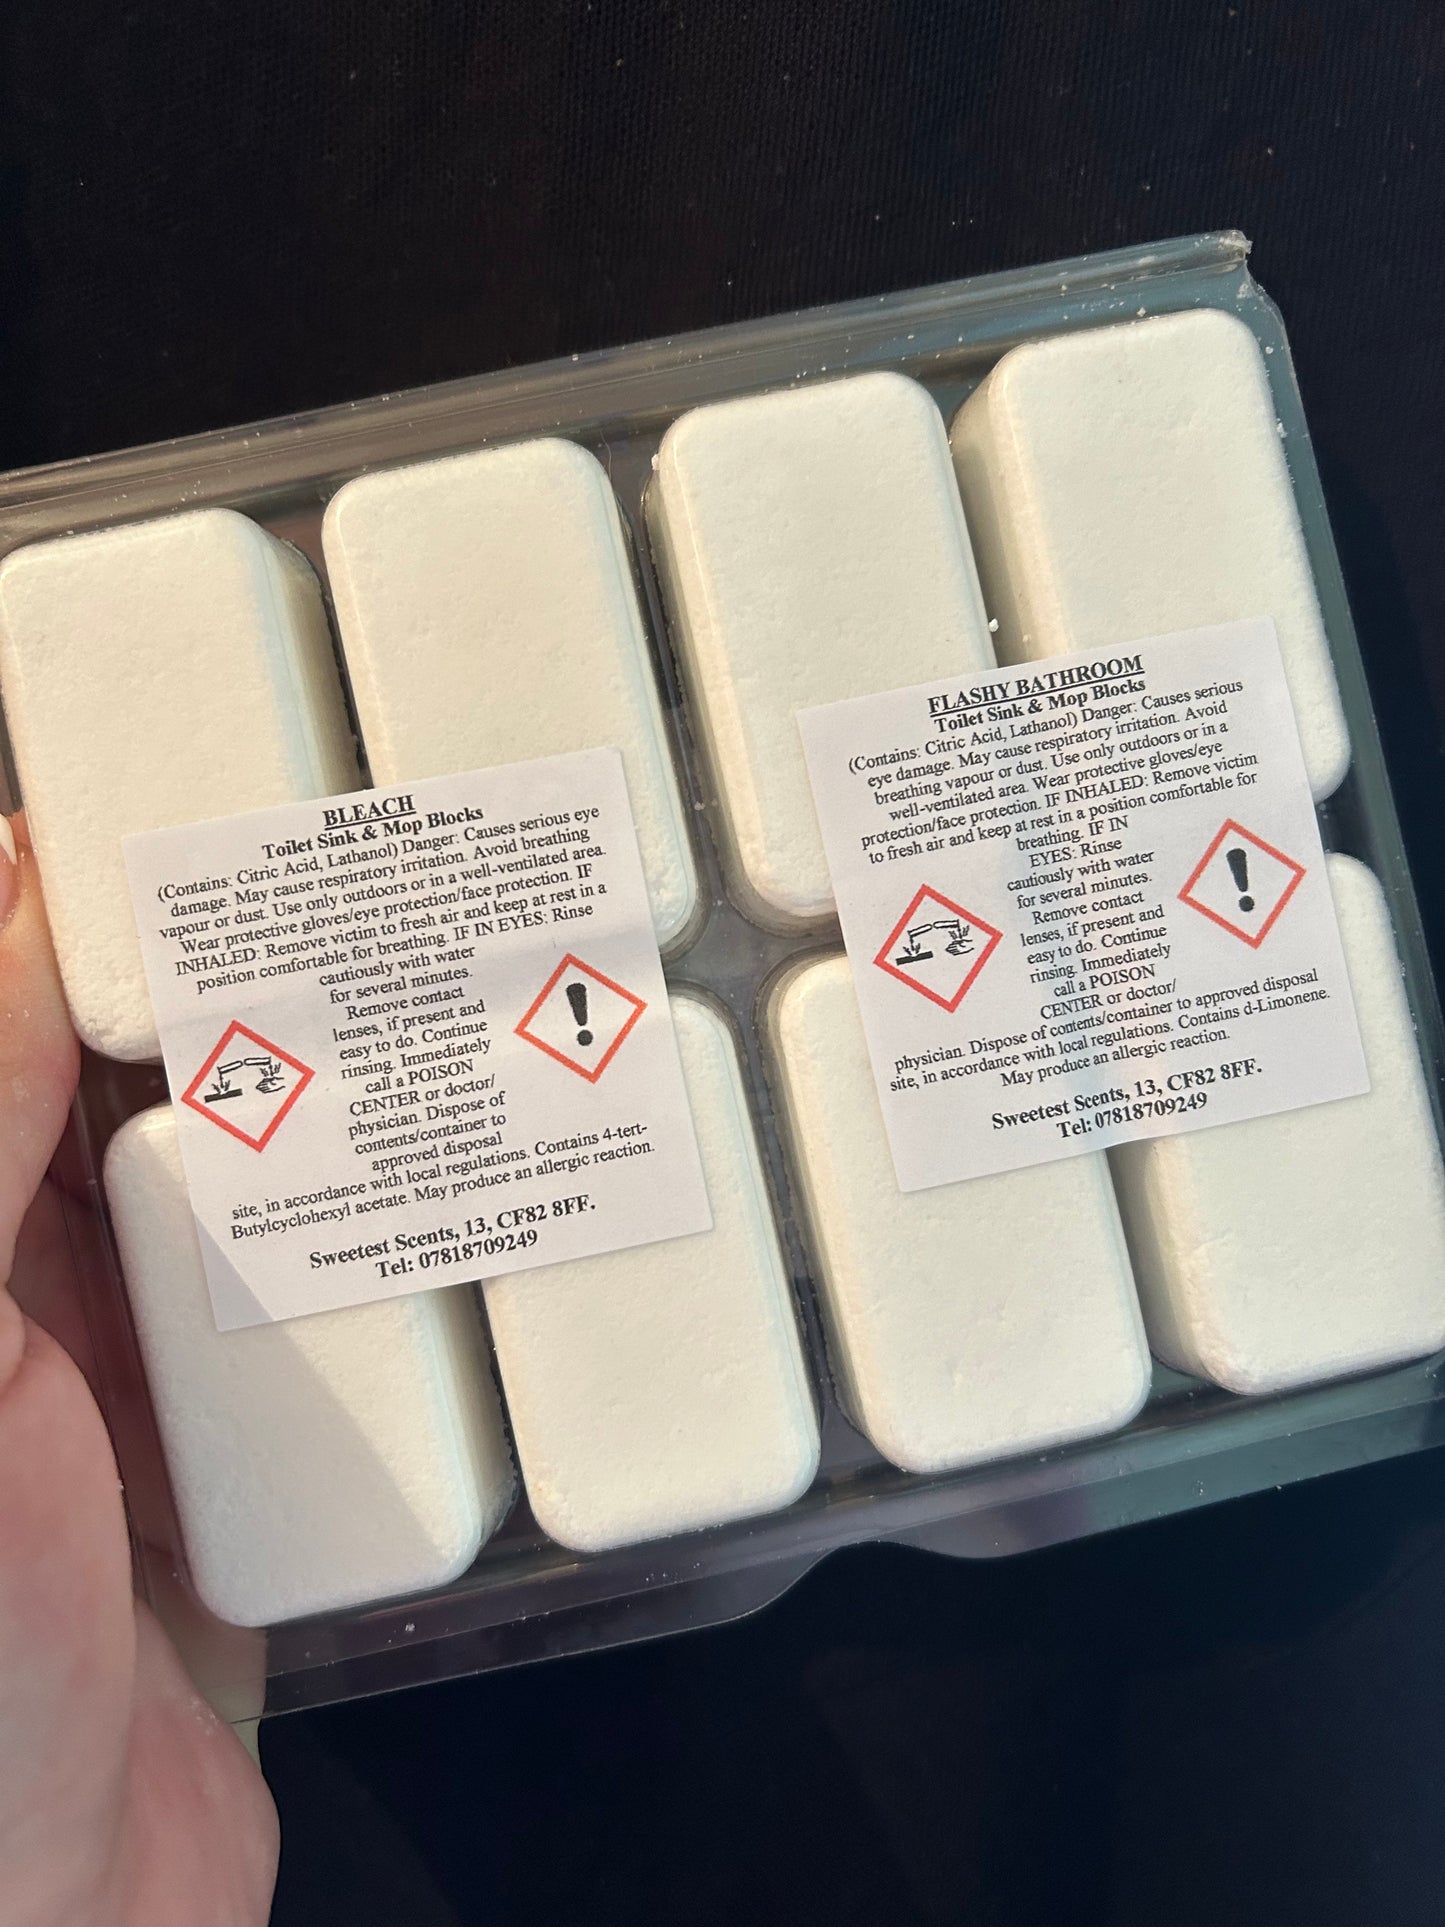 BLEACH
Toilet Sink & Mop Blocks
(Contains: Citric Acid, Lathanol) Danger: Causes serious eye
damage. May cause respiratory irritation. Avoid breathing
vapour or dust. Use only outdoors or in a well-ventilated area.
Wear protective gloves/eye protection/face protection. IF
INHALED: Remove victim to fresh air and keep at rest in a
position comfortable for breathing. IF IN EYES: Rinse
cautiously with water
for several minutes.
Remove contact
lenses, if present and
easy to do. Continue
rinsing. Immediately
call a POISON
CENTER or doctor/
physician. Dispose of
contents/container to
approved disposal
site, in accordance with local regulations. Contains 4-tert-
Butylcyclohexyl acetate. May produce an allergic reaction.
Sweetest Scents, 13, CF82 8FF.
Tel: 07818709249
FLASHY BATHROOM
Toilet Sink & Mop Blocks
(Contains: Citric Acid, Lathanol) Danger: Causes serious
eye damage. May cause respiratory irritation. Avoid
breathing vapour or dust. Use only outdoors or in a
well-ventilated area. Wear protective gloves/eye
protection/face protection. IF INHALED: Remove victim
to fresh air and keep at rest in a position comfortable for
breathing. IF IN
EYES: Rinse
cautiously with water
for several minutes.
Remove contact
lenses, if present and
easy to do. Continue
rinsing. Immediately
call a POISON
CENTER or doctor/
physician. Dispose of contents/container to approved disposal
site, in accordance with local regulations. Contains d-Limonene.
May produce an allergic reaction.
Sweetest Scents, 13, CF82 8FF.
Tel: 07818709249